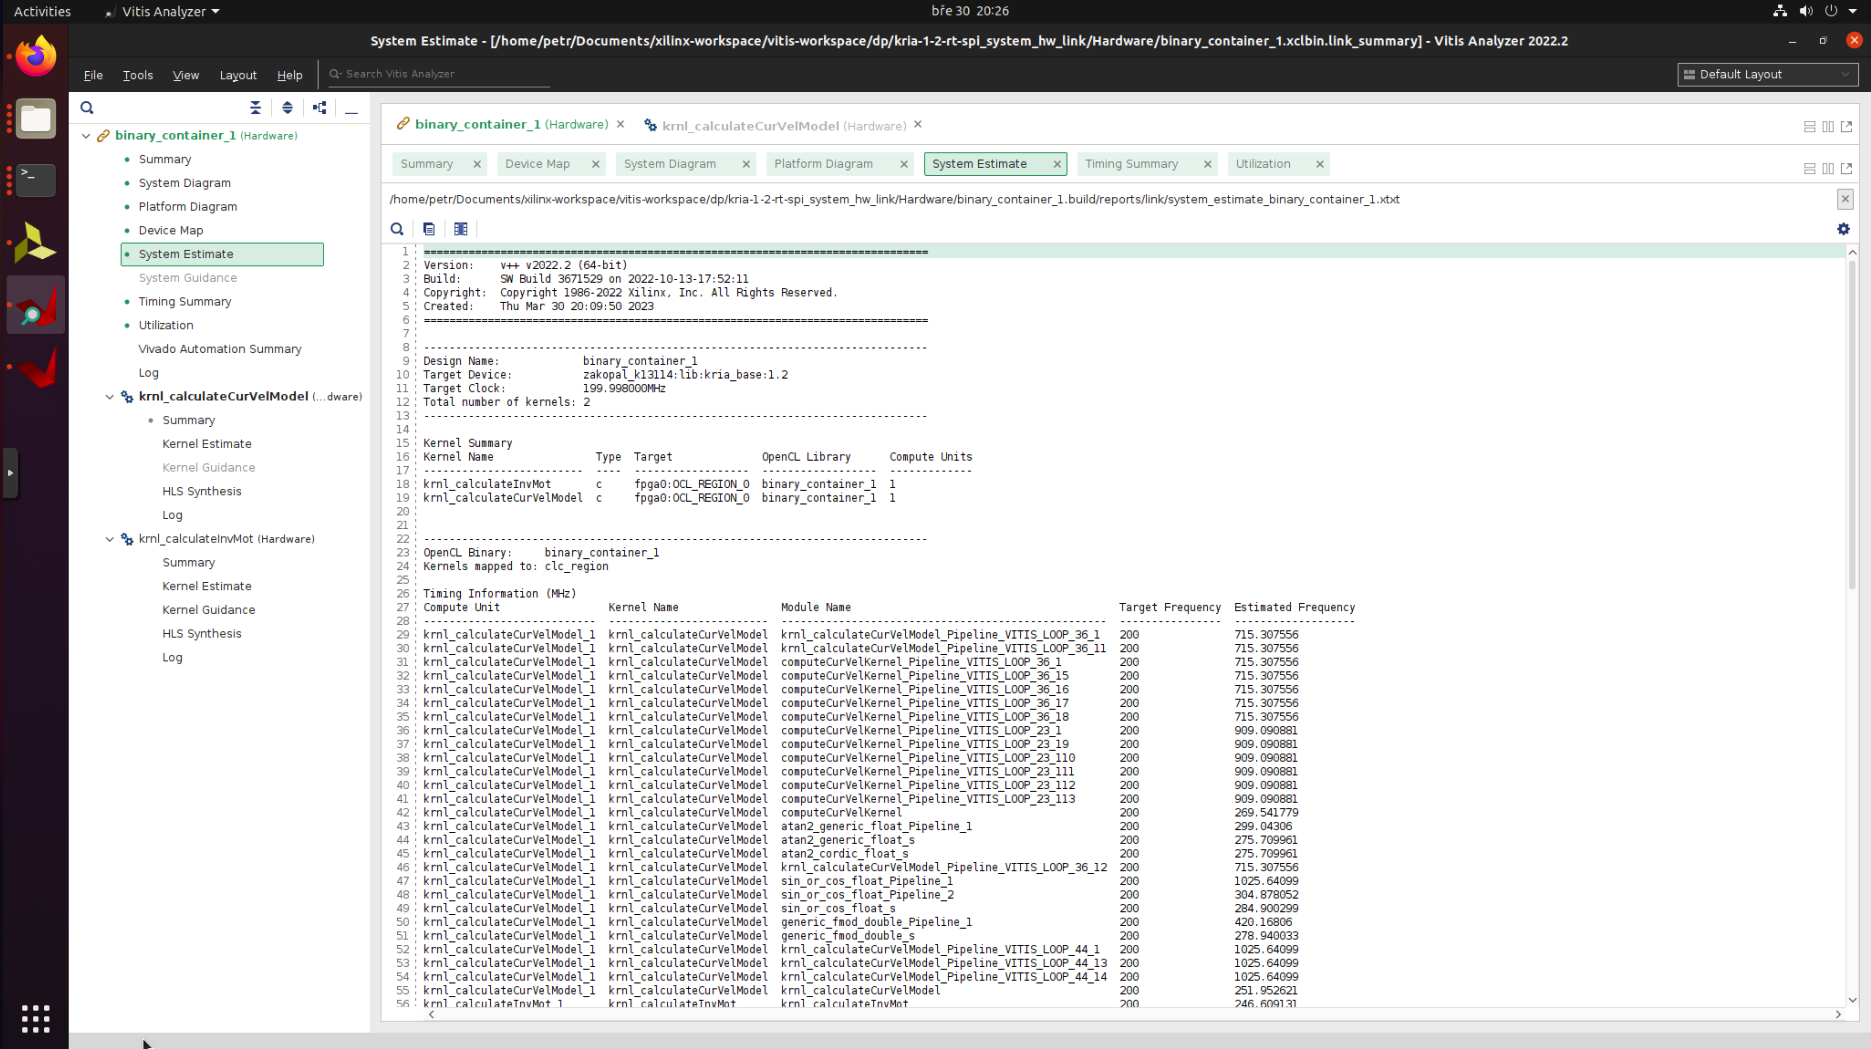 Activities Vitis Analyzer bře 30 20:26
System Estimate - [/home/petr/Documents/xilinx-workspace/vitis-workspace/dp/kria-1-2-rt-spi_system_hw_link/Hardware/binary_container_1.xclbin.link_summary] - Vitis Analyzer 2022.2
File Tools View Layout Help Search Vitis Analyzer Default Layout
binary_container_1 (Hardware)
Summary
System Diagram
Platform Diagram
Device Map
System Estimate
System Guidance
Timing Summary
Utilization
Vivado Automation Summary
Log
krnl_calculateCurVelModel (...dware)
Summary
Kernel Estimate
Kernel Guidance
HLS Synthesis
Log
krnl_calculateInvMot (Hardware)
Summary
Kernel Estimate
Kernel Guidance
HLS Synthesis
Log
binary_container_1 (Hardware) krnl_calculateCurVelModel (Hardware)
Summary Device Map System Diagram Platform Diagram System Estimate Timing Summary Utilization
/home/petr/Documents/xilinx-workspace/vitis-workspace/dp/kria-1-2-rt-spi_system_hw_link/Hardware/binary_container_1.build/reports/link/system_estimate_binary_container_1.xtxt
1 ===============================================================================
2 Version: v++ v2022.2 (64-bit)
3 Build: SW Build 3671529 on 2022-10-13-17:52:11
4 Copyright: Copyright 1986-2022 Xilinx, Inc. All Rights Reserved.
5 Created: Thu Mar 30 20:09:50 2023
6 ===============================================================================
7
8 -------------------------------------------------------------------------------
9 Design Name: binary_container_1
10 Target Device: zakopal_k13114:lib:kria_base:1.2
11 Target Clock: 199.998000MHz
12 Total number of kernels: 2
13 -------------------------------------------------------------------------------
14
15 Kernel Summary
16 Kernel Name Type Target OpenCL Library Compute Units
17 ------------------------- ---- ------------------ ------------------ -------------
18 krnl_calculateInvMot c fpga0:OCL_REGION_0 binary_container_1 1
19 krnl_calculateCurVelModel c fpga0:OCL_REGION_0 binary_container_1 1
20
21
22 -------------------------------------------------------------------------------
23 OpenCL Binary: binary_container_1
24 Kernels mapped to: clc_region
25
26 Timing Information (MHz)
27 Compute Unit Kernel Name Module Name Target Frequency Estimated Frequency
28 --------------------------- ------------------------- --------------------------------------------------- ---------------- -------------------
29 krnl_calculateCurVelModel_1 krnl_calculateCurVelModel krnl_calculateCurVelModel_Pipeline_VITIS_LOOP_36_1 200 715.307556
30 krnl_calculateCurVelModel_1 krnl_calculateCurVelModel krnl_calculateCurVelModel_Pipeline_VITIS_LOOP_36_11 200 715.307556
31 krnl_calculateCurVelModel_1 krnl_calculateCurVelModel computeCurVelKernel_Pipeline_VITIS_LOOP_36_1 200 715.307556
32 krnl_calculateCurVelModel_1 krnl_calculateCurVelModel computeCurVelKernel_Pipeline_VITIS_LOOP_36_15 200 715.307556
33 krnl_calculateCurVelModel_1 krnl_calculateCurVelModel computeCurVelKernel_Pipeline_VITIS_LOOP_36_16 200 715.307556
34 krnl_calculateCurVelModel_1 krnl_calculateCurVelModel computeCurVelKernel_Pipeline_VITIS_LOOP_36_17 200 715.307556
35 krnl_calculateCurVelModel_1 krnl_calculateCurVelModel computeCurVelKernel_Pipeline_VITIS_LOOP_36_18 200 715.307556
36 krnl_calculateCurVelModel_1 krnl_calculateCurVelModel computeCurVelKernel_Pipeline_VITIS_LOOP_23_1 200 909.090881
37 krnl_calculateCurVelModel_1 krnl_calculateCurVelModel computeCurVelKernel_Pipeline_VITIS_LOOP_23_19 200 909.090881
38 krnl_calculateCurVelModel_1 krnl_calculateCurVelModel computeCurVelKernel_Pipeline_VITIS_LOOP_23_110 200 909.090881
39 krnl_calculateCurVelModel_1 krnl_calculateCurVelModel computeCurVelKernel_Pipeline_VITIS_LOOP_23_111 200 909.090881
40 krnl_calculateCurVelModel_1 krnl_calculateCurVelModel computeCurVelKernel_Pipeline_VITIS_LOOP_23_112 200 909.090881
41 krnl_calculateCurVelModel_1 krnl_calculateCurVelModel computeCurVelKernel_Pipeline_VITIS_LOOP_23_113 200 909.090881
42 krnl_calculateCurVelModel_1 krnl_calculateCurVelModel computeCurVelKernel 200 269.541779
43 krnl_calculateCurVelModel_1 krnl_calculateCurVelModel atan2_generic_float_Pipeline_1 200 299.04306
44 krnl_calculateCurVelModel_1 krnl_calculateCurVelModel atan2_generic_float_s 200 275.709961
45 krnl_calculateCurVelModel_1 krnl_calculateCurVelModel atan2_cordic_float_s 200 275.709961
46 krnl_calculateCurVelModel_1 krnl_calculateCurVelModel krnl_calculateCurVelModel_Pipeline_VITIS_LOOP_36_12 200 715.307556
47 krnl_calculateCurVelModel_1 krnl_calculateCurVelModel sin_or_cos_float_Pipeline_1 200 1025.64099
48 krnl_calculateCurVelModel_1 krnl_calculateCurVelModel sin_or_cos_float_Pipeline_2 200 304.878052
49 krnl_calculateCurVelModel_1 krnl_calculateCurVelModel sin_or_cos_float_s 200 284.900299
50 krnl_calculateCurVelModel_1 krnl_calculateCurVelModel generic_fmod_double_Pipeline_1 200 420.16806
51 krnl_calculateCurVelModel_1 krnl_calculateCurVelModel generic_fmod_double_s 200 278.940033
52 krnl_calculateCurVelModel_1 krnl_calculateCurVelModel krnl_calculateCurVelModel_Pipeline_VITIS_LOOP_44_1 200 1025.64099
53 krnl_calculateCurVelModel_1 krnl_calculateCurVelModel krnl_calculateCurVelModel_Pipeline_VITIS_LOOP_44_13 200 1025.64099
54 krnl_calculateCurVelModel_1 krnl_calculateCurVelModel krnl_calculateCurVelModel_Pipeline_VITIS_LOOP_44_14 200 1025.64099
55 krnl_calculateCurVelModel_1 krnl_calculateCurVelModel krnl_calculateCurVelModel 200 251.952621
56 krnl_calculateInvMot_1 krnl_calculateInvMot krnl_calculateInvMot 200 246.609131